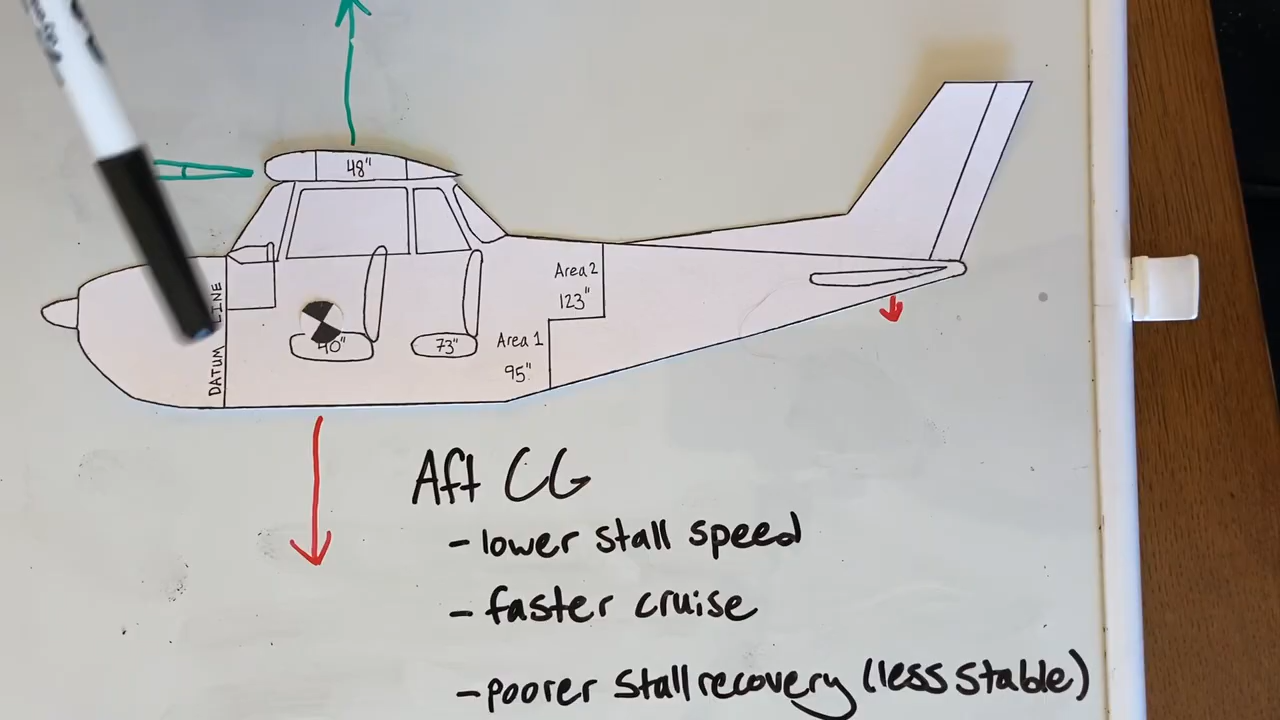 48"
DATUM LINE
40"
73"
Area 2
123"
Area 1
95"
Aft CG
- lower stall speed
- faster cruise
- poorer stall recovery (less stable)